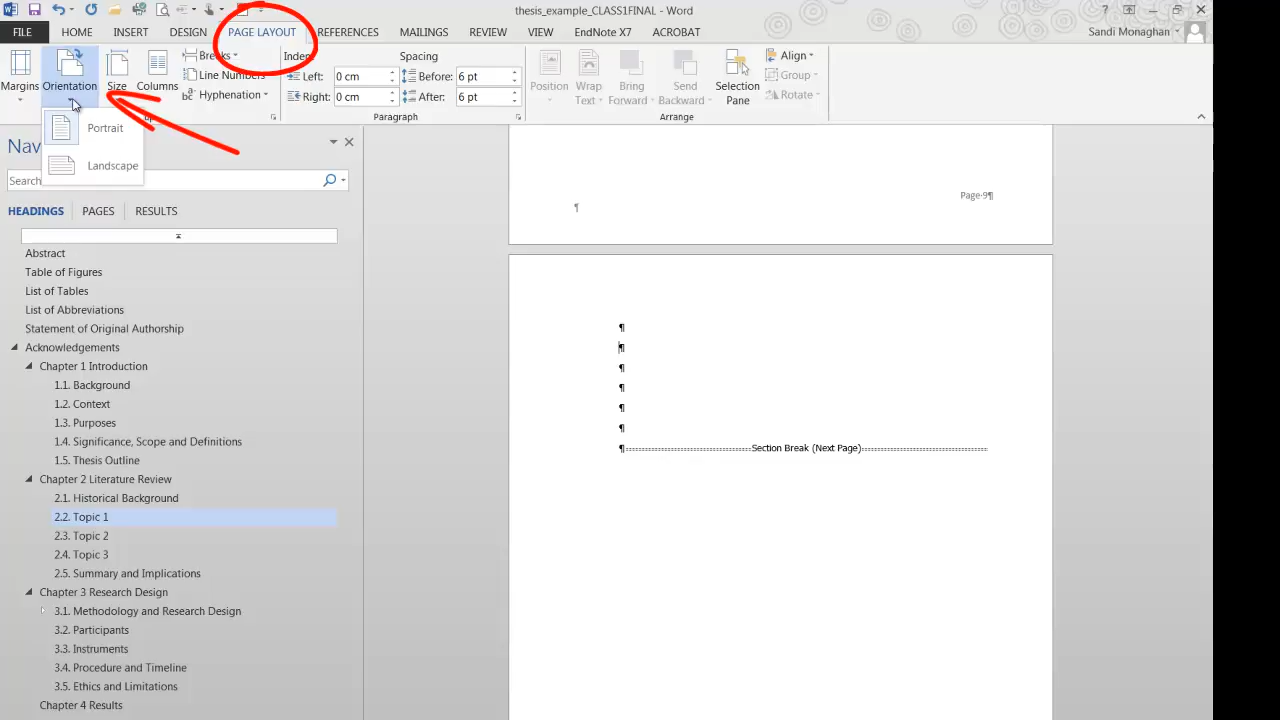 thesis_example_CLASS1FINAL - Word
FILE HOME INSERT DESIGN PAGE LAYOUT REFERENCES MAILINGS REVIEW VIEW EndNote X7 ACROBAT Sandi Monaghan
Margins Orientation Size Columns Breaks
Line Numbers
Hyphenation
Indent
Left: 0 cm
Right: 0 cm
Spacing
Before: 6 pt
After: 6 pt
Paragraph
Position Wrap Text Bring Forward Send Backward Selection Pane
Align
Group
Rotate
Arrange
Portrait
Landscape
Nav
Search
HEADINGS PAGES RESULTS
Abstract
Table of Figures
List of Tables
List of Abbreviations
Statement of Original Authorship
Acknowledgements
Chapter 1 Introduction
1.1. Background
1.2. Context
1.3. Purposes
1.4. Significance, Scope and Definitions
1.5. Thesis Outline
Chapter 2 Literature Review
2.1. Historical Background
2.2. Topic 1
2.3. Topic 2
2.4. Topic 3
2.5. Summary and Implications
Chapter 3 Research Design
3.1. Methodology and Research Design
3.2. Participants
3.3. Instruments
3.4. Procedure and Timeline
3.5. Ethics and Limitations
Chapter 4 Results
Page·9¶
¶
¶
¶
¶
¶
¶
¶
¶ Section Break (Next Page)